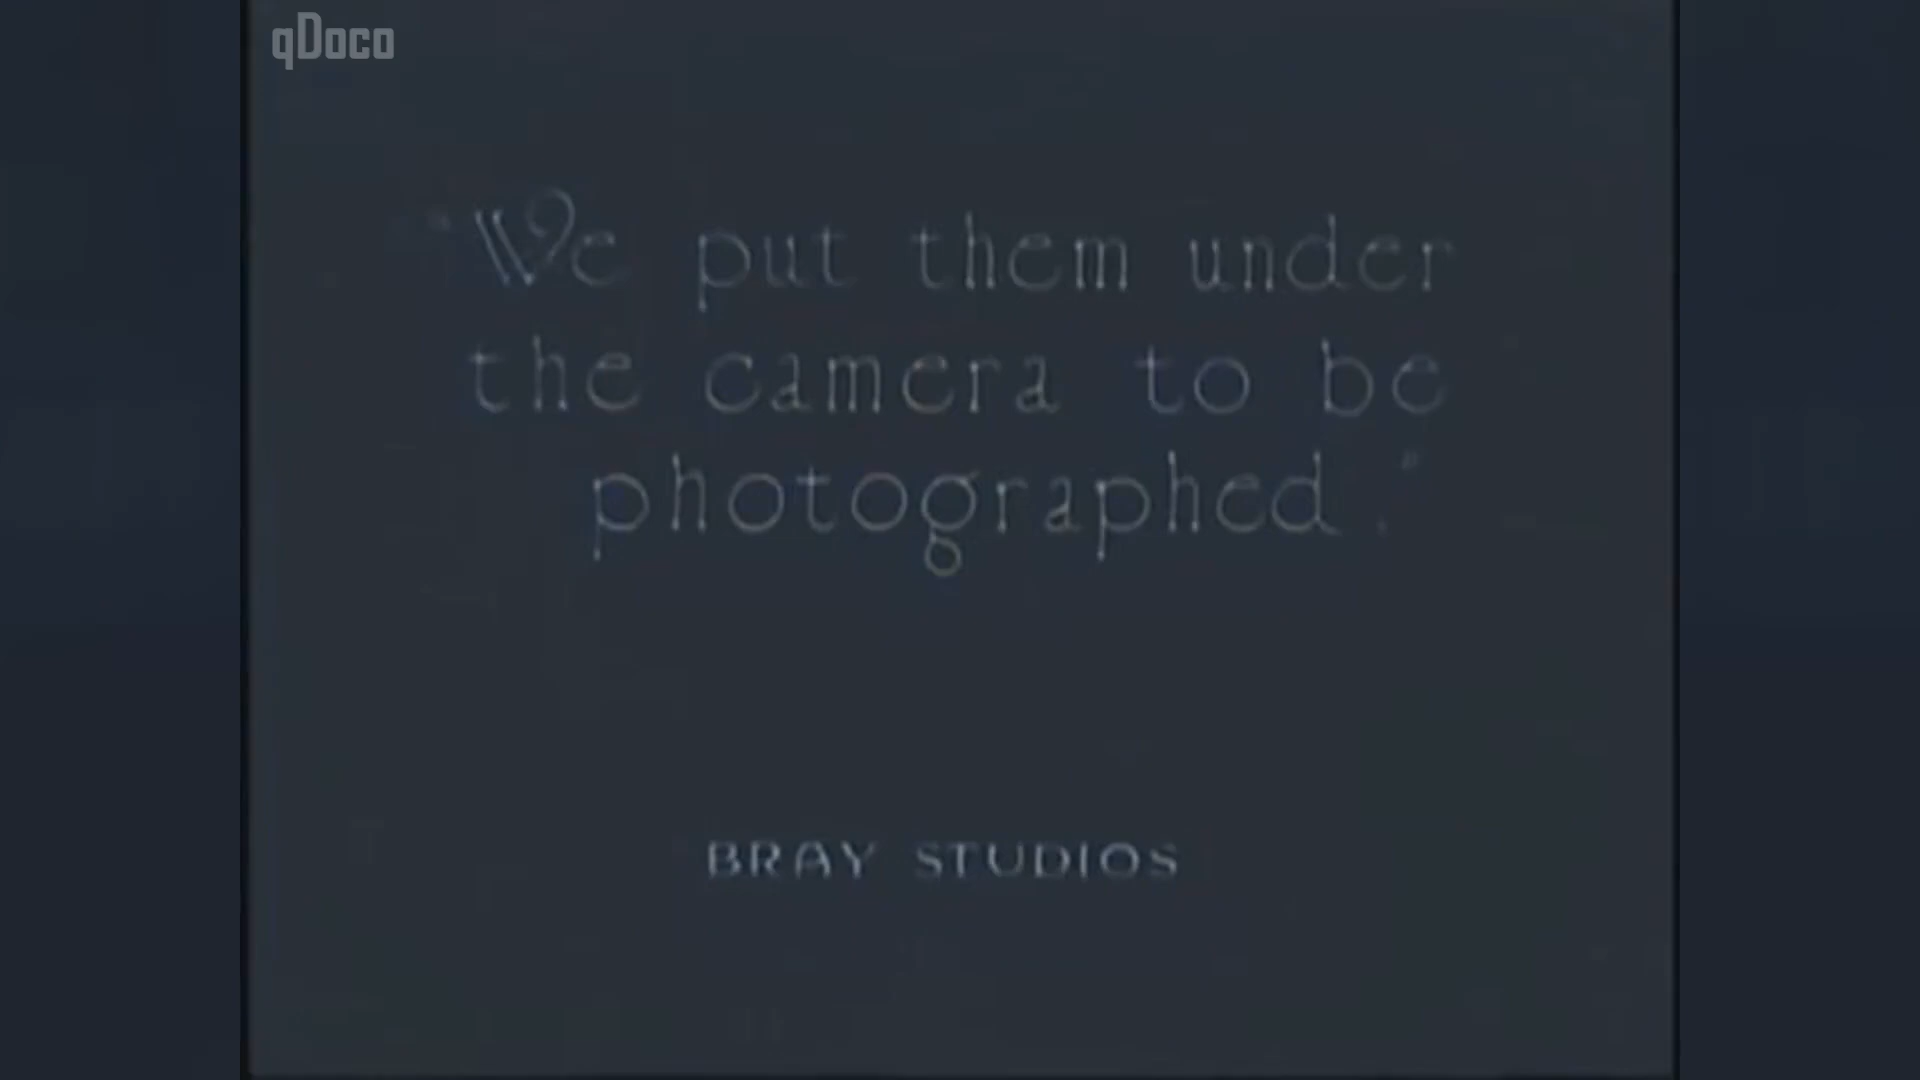 qDoco
"We put them under
the camera to be
photographed."
BRAY STUDIOS